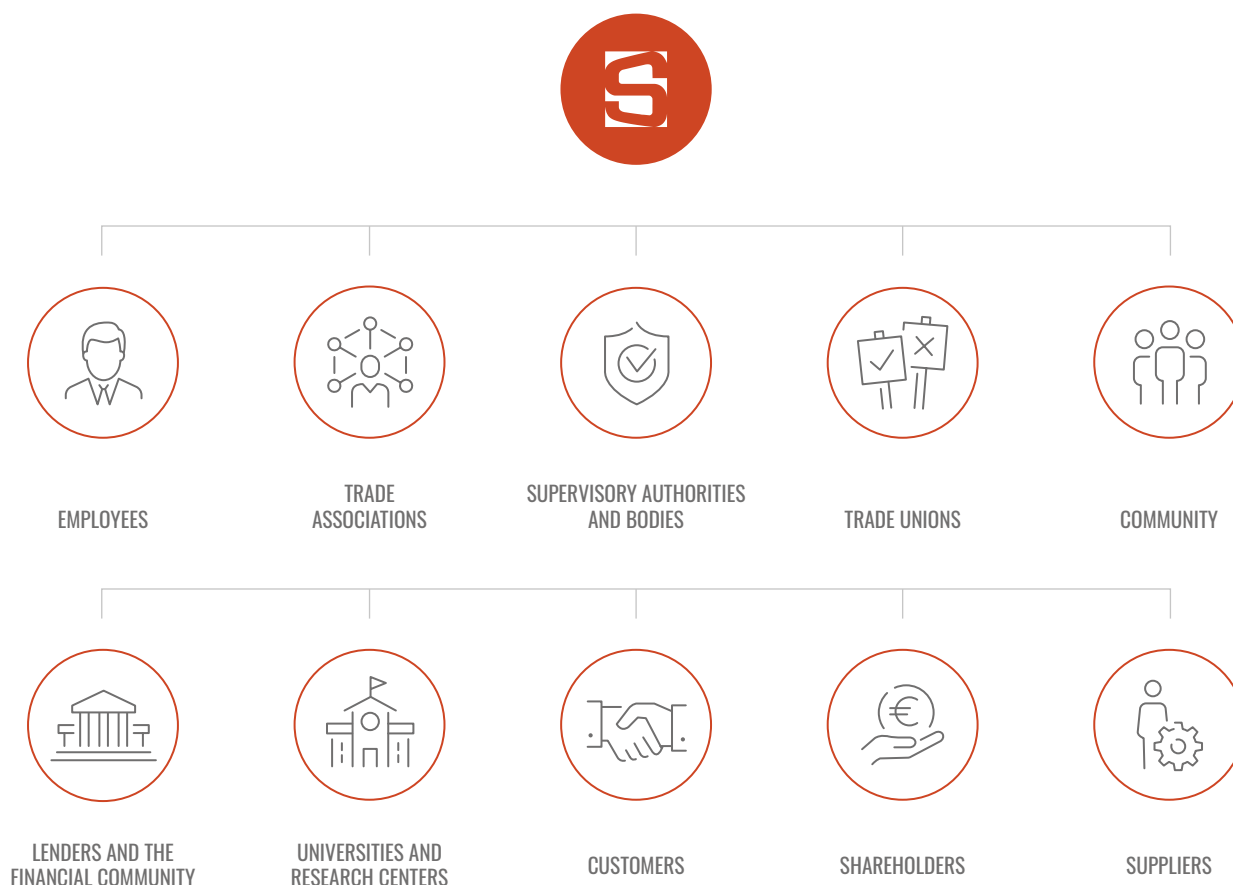 S
EMPLOYEES
TRADE
ASSOCIATIONS
SUPERVISORY AUTHORITIES
AND BODIES
TRADE UNIONS
COMMUNITY
LENDERS AND THE
FINANCIAL COMMUNITY
UNIVERSITIES AND
RESEARCH CENTERS
CUSTOMERS
€
SHAREHOLDERS
SUPPLIERS